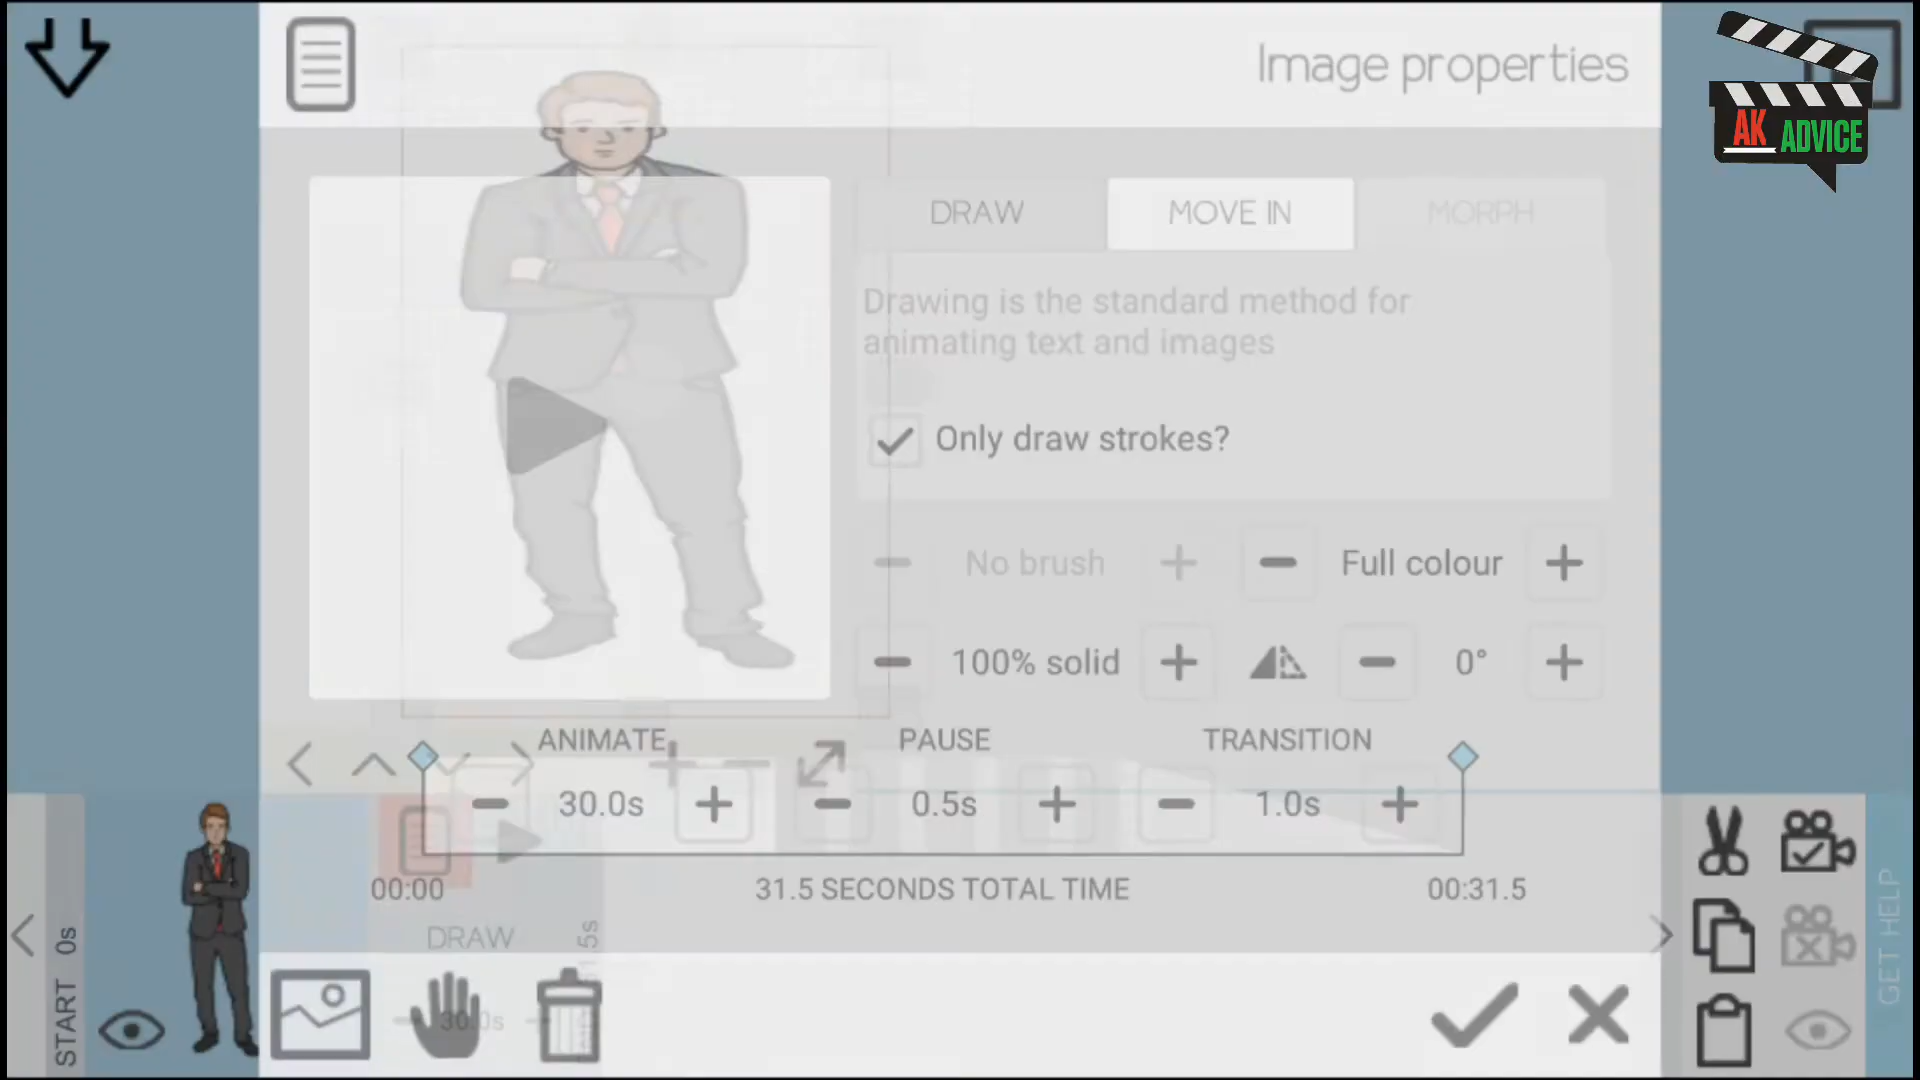 Image properties
AK ADVICE
DRAW MOVE IN MORPH
Drawing is the standard method for
animating text and images
Only draw strokes?
No brush Full colour
100% solid 0°
ANIMATE PAUSE TRANSITION
30.0s 0.5s 1.0s
00:00 31.5 SECONDS TOTAL TIME 00:31.5
DRAW
30.0s
START 0s
GET HELP